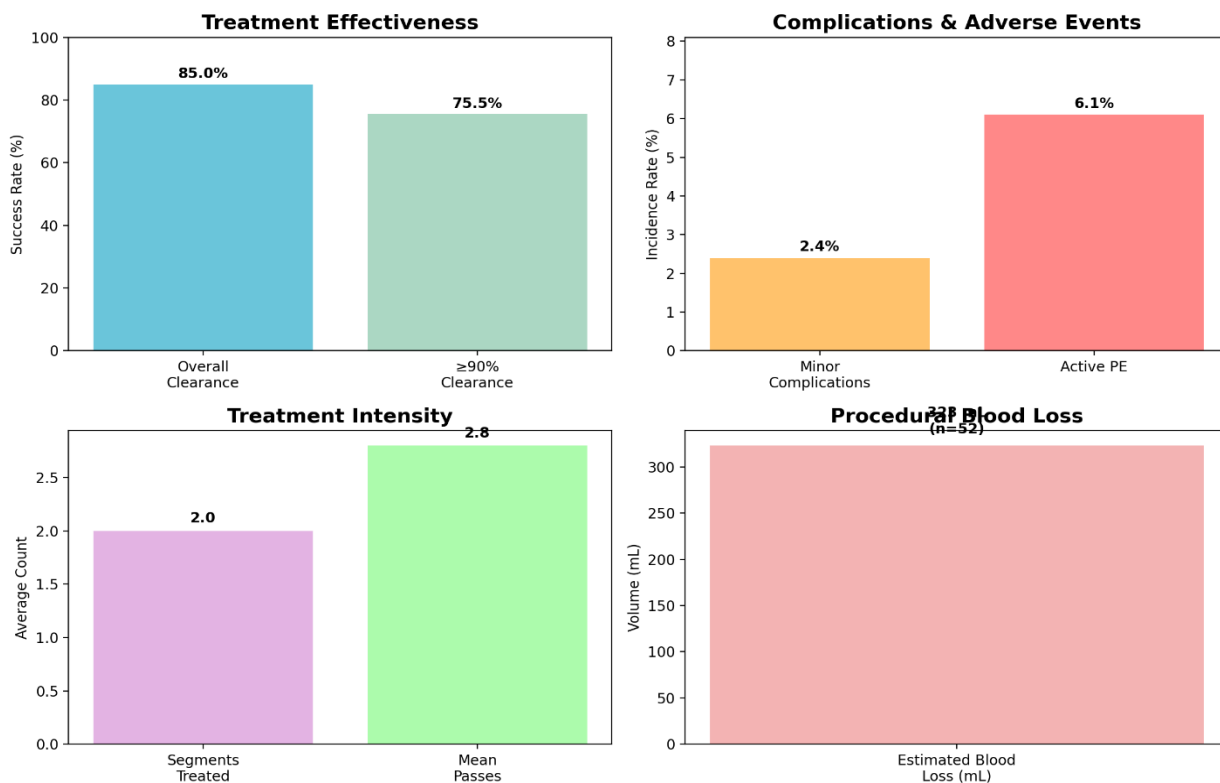 Treatment Effectiveness
Success Rate (%)
100
80
60
40
20
0
85.0%
75.5%
Overall
Clearance
≥90%
Clearance
Complications & Adverse Events
Incidence Rate (%)
8
7
6
5
4
3
2
1
0
2.4%
6.1%
Minor
Complications
Active PE
Treatment Intensity
Average Count
2.5
2.0
1.5
1.0
0.5
0.0
2.0
2.8
Segments
Treated
Mean
Passes
Procedural Blood Loss
(n=52)
Volume (mL)
300
250
200
150
100
50
0
Estimated Blood
Loss (mL)